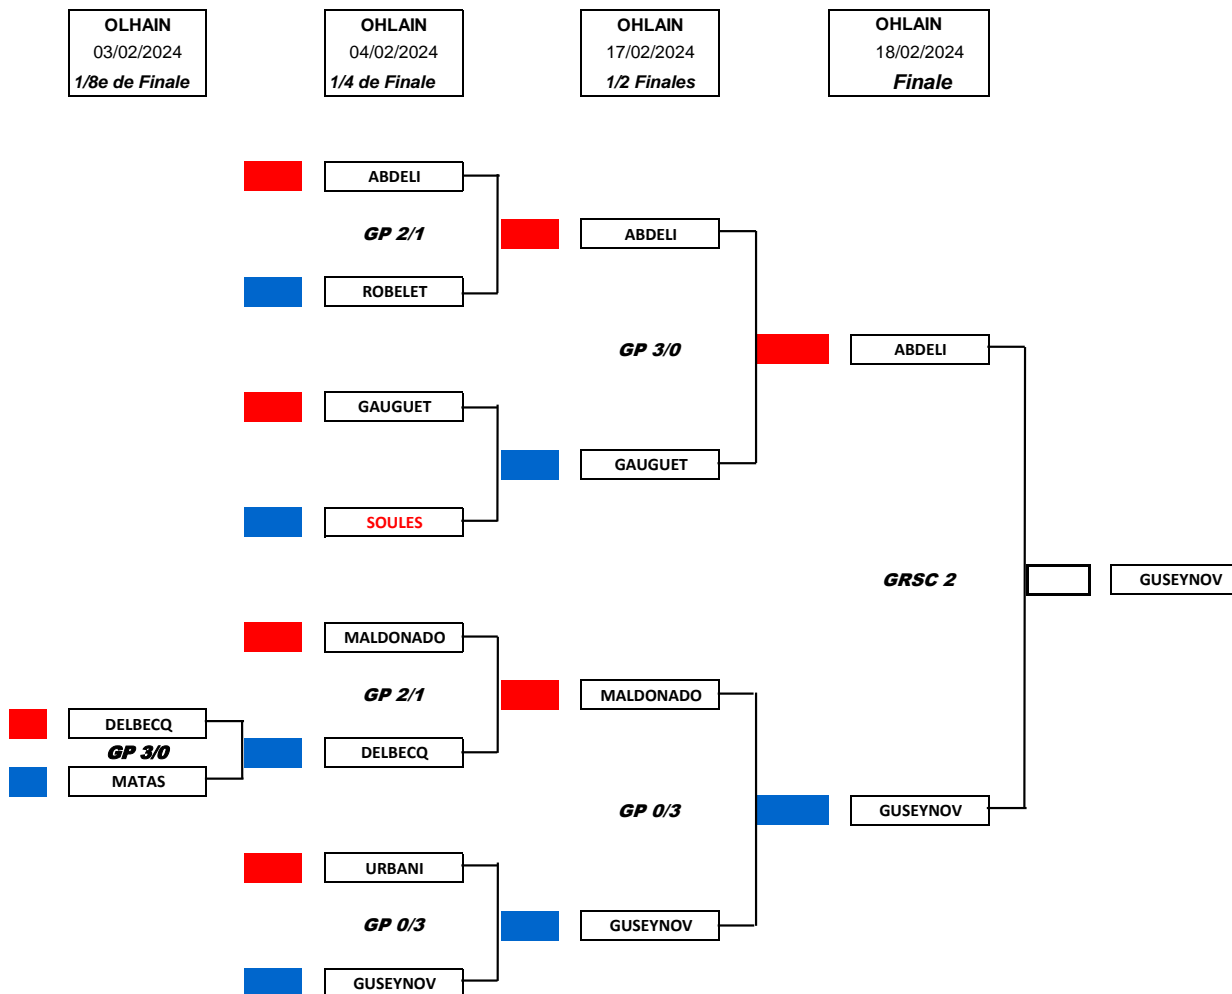 OLHAIN
03/02/2024
1/8e de Finale
OHLAIN
04/02/2024
1/4 de Finale
OHLAIN
17/02/2024
1/2 Finales
OHLAIN
18/02/2024
Finale
ABDELI
GP 2/1
ROBELET
ABDELI
GP 3/0
GAUGUET
SOULES
GAUGUET
ABDELI
GRSC 2
GUSEYNOV
MALDONADO
GP 2/1
DELBECQ
DELBECQ
GP 3/0
MATAS
MALDONADO
GP 0/3
GUSEYNOV
URBANI
GP 0/3
GUSEYNOV
GUSEYNOV